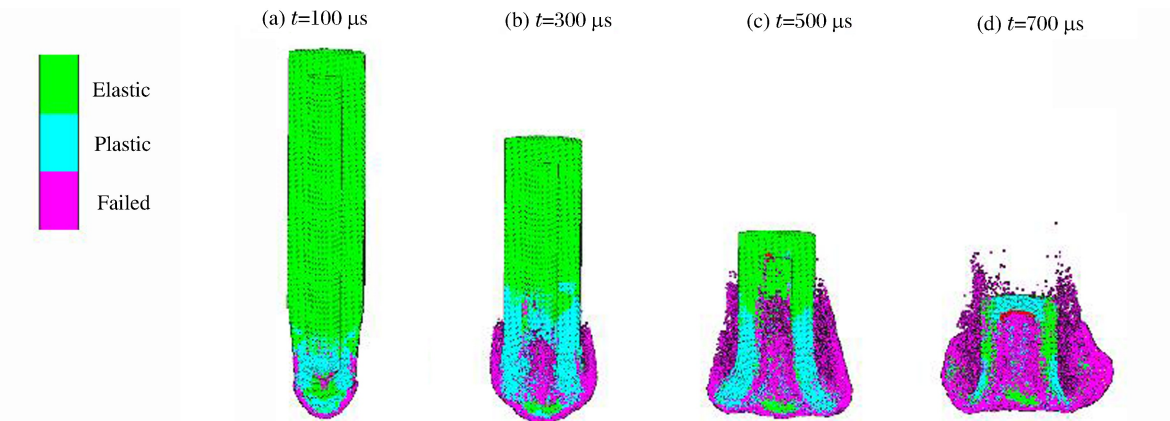 (a) t=100 μs
(b) t=300 μs
(c) t=500 μs
(d) t=700 μs
Elastic
Plastic
Failed